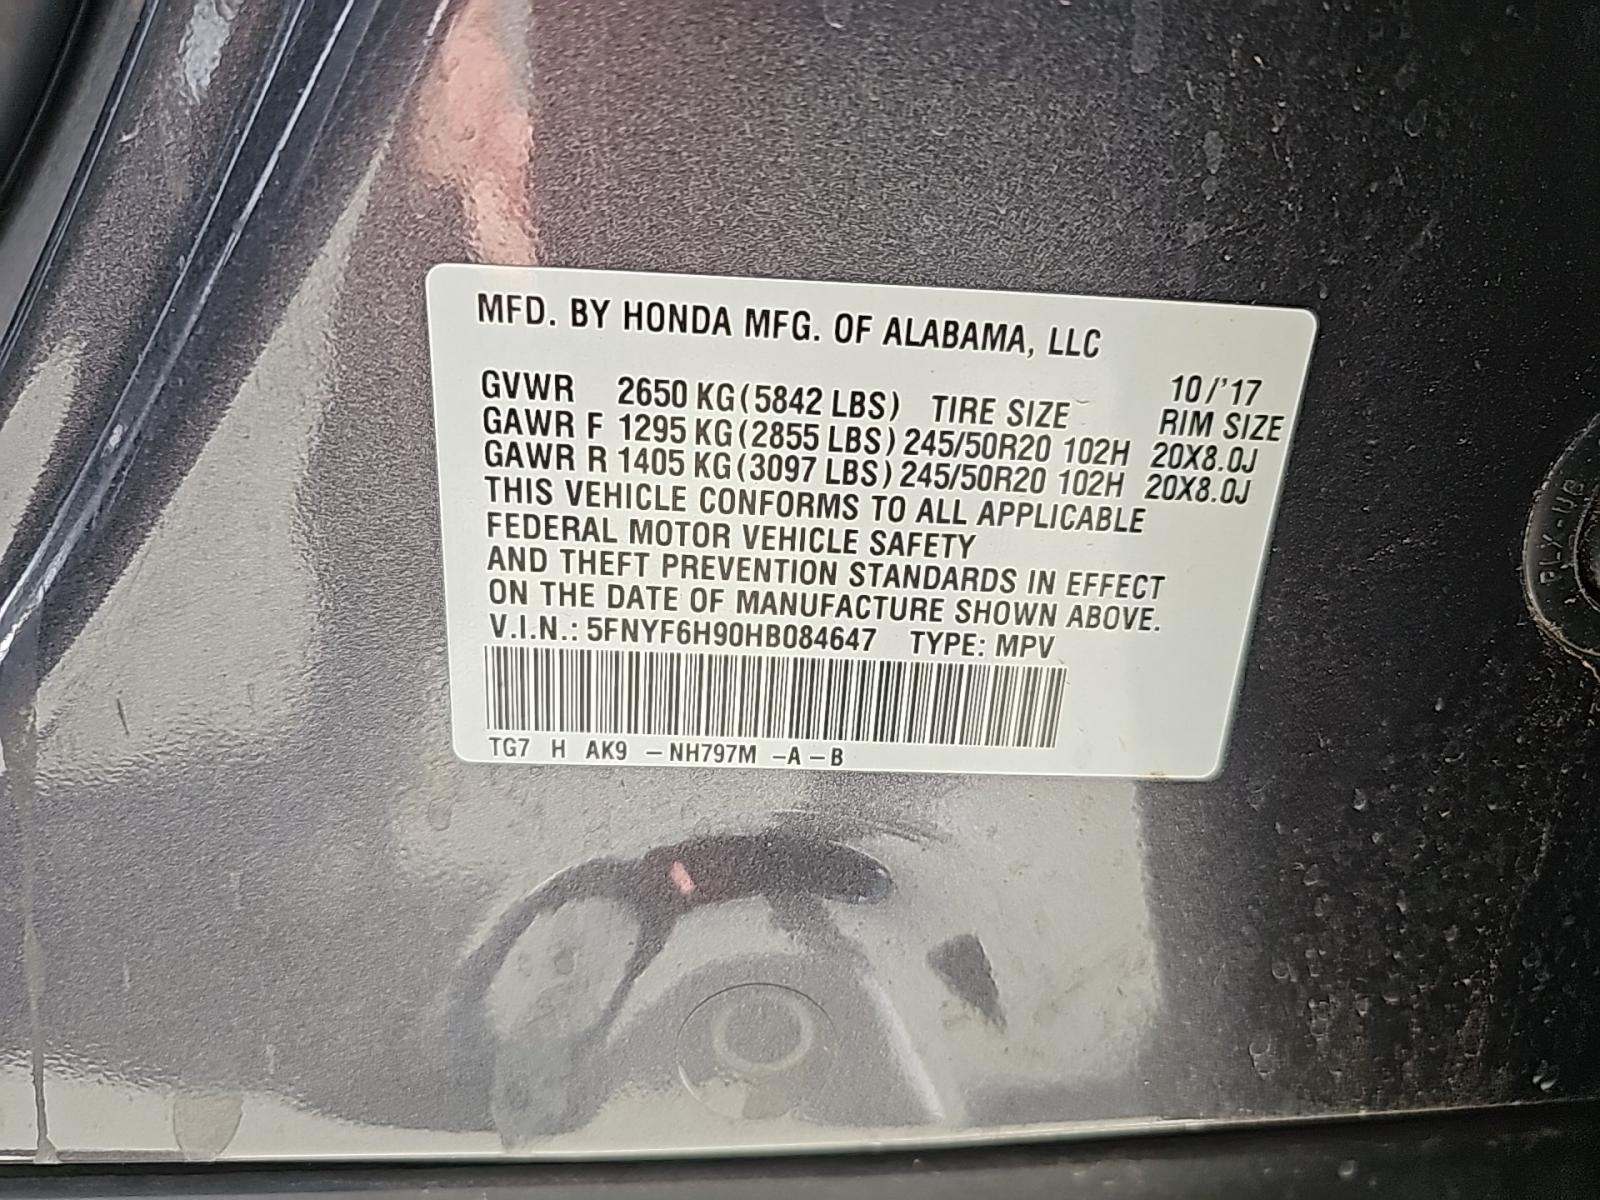 MFD. BY HONDA MFG. OF ALABAMA, LLC
10/'17
GVWR 2650 KG (5842 LBS) TIRE SIZE RIM SIZE
GAWR F 1295 KG (2855 LBS) 245/50R20 102H 20X8.0J
GAWR R 1405 KG (3097 LBS) 245/50R20 102H 20X8.0J
THIS VEHICLE CONFORMS TO ALL APPLICABLE
FEDERAL MOTOR VEHICLE SAFETY
AND THEFT PREVENTION STANDARDS IN EFFECT
ON THE DATE OF MANUFACTURE SHOWN ABOVE.
V.I.N.: 5FNYF6H90HB084647 TYPE: MPV
TG7 H AK9 -NH797M -A-B